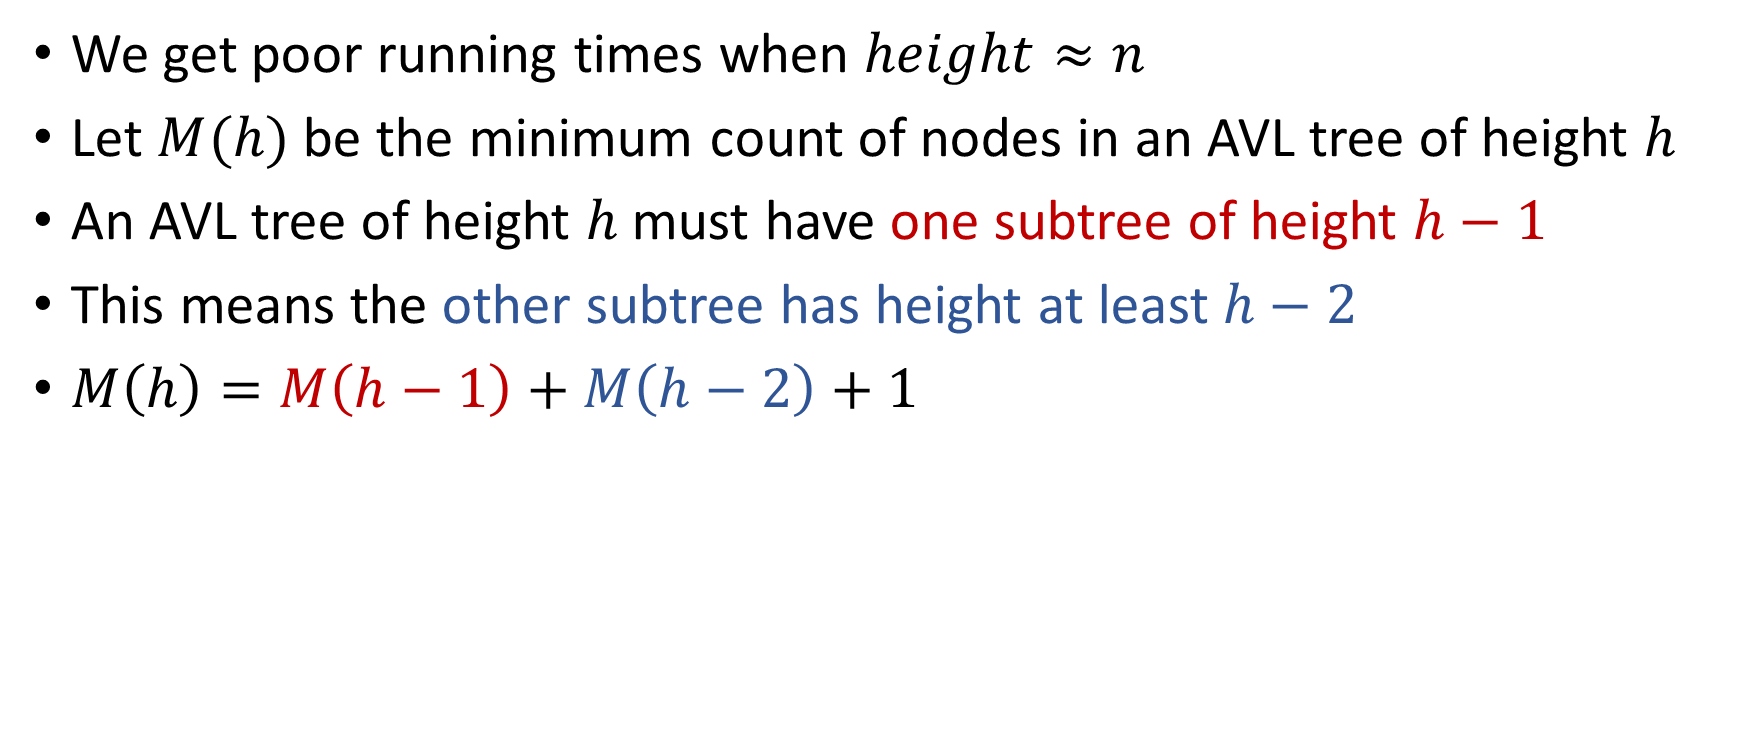 • We get poor running times when height ≈ n
• Let M(h) be the minimum count of nodes in an AVL tree of height h
• An AVL tree of height h must have one subtree of height h − 1
• This means the other subtree has height at least h − 2
• M(h) = M(h − 1) + M(h − 2) + 1